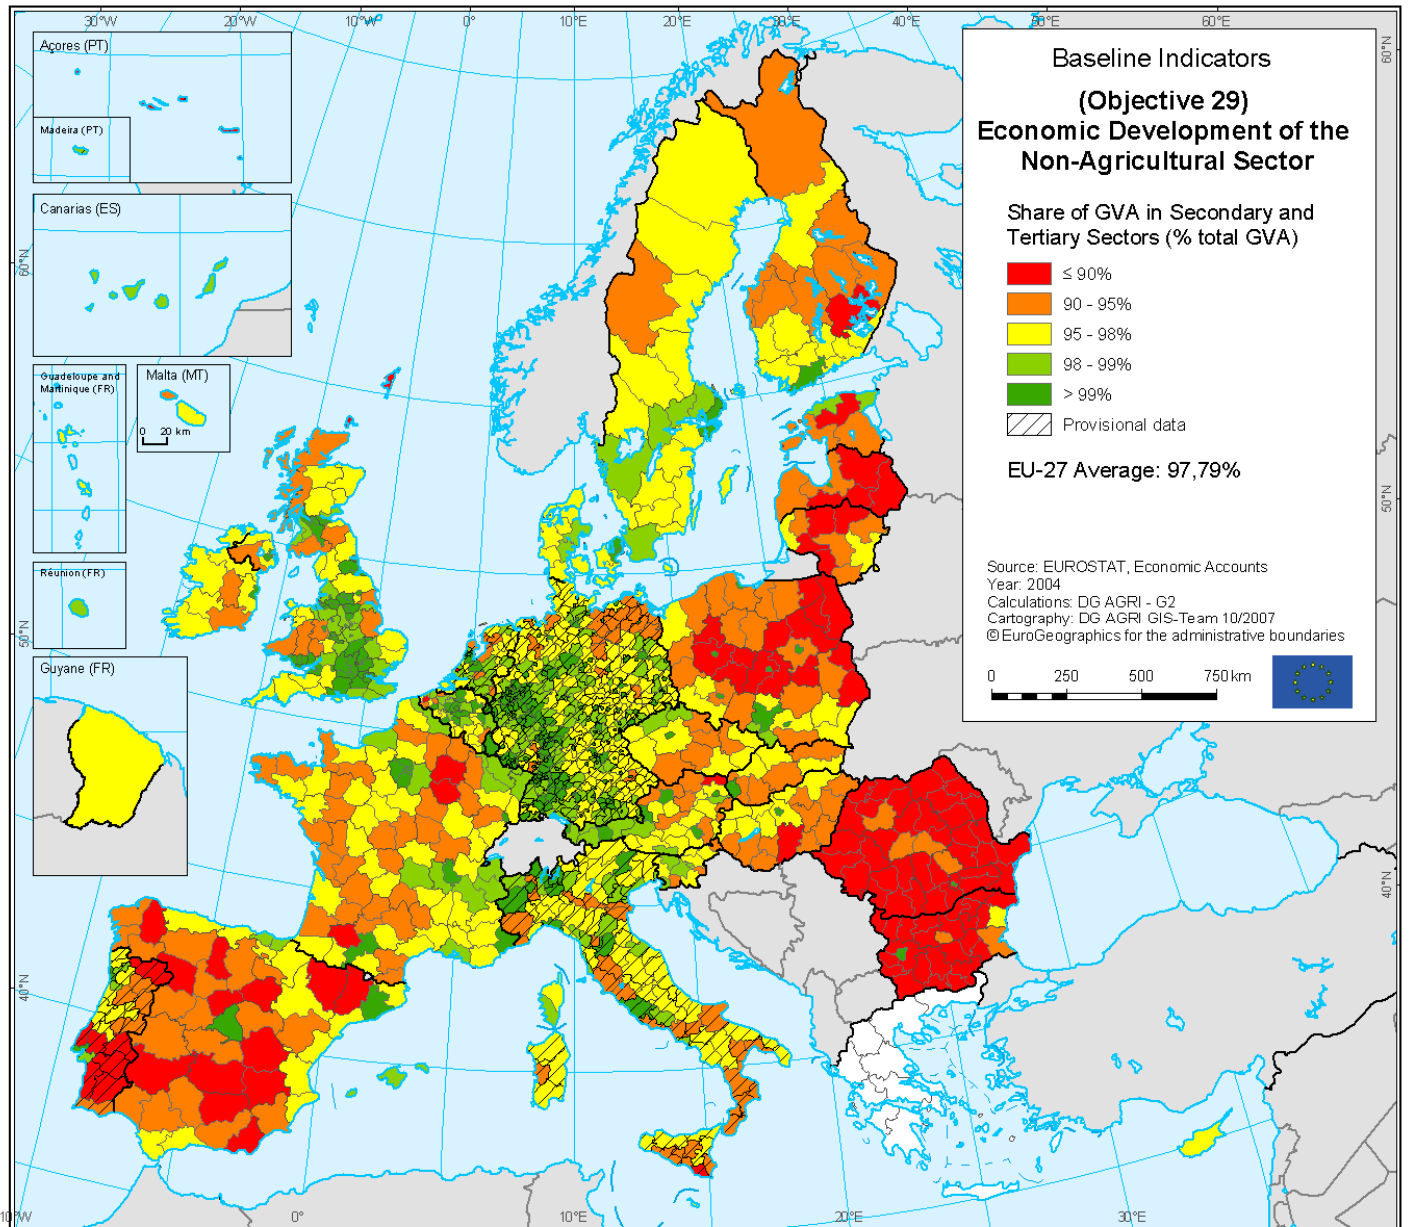 30°W 20°W 10°W 0° 10°E 20°E 30°E 40°E 50°E 60°E
Açores (PT)
Madeira (PT)
Canarias (ES)
Guadeloupe and
Martinique (FR)
Malta (MT)
0 20 km
Réunion (FR)
Guyane (FR)
Baseline Indicators
(Objective 29)
Economic Development of the
Non-Agricultural Sector
Share of GVA in Secondary and
Tertiary Sectors (% total GVA)
≤ 90%
90 - 95%
95 - 98%
98 - 99%
> 99%
Provisional data
EU-27 Average: 97,79%
Source: EUROSTAT, Economic Accounts
Year: 2004
Calculations: DG AGRI - G2
Cartography: DG AGRI GIS-Team 10/2007
© EuroGeographics for the administrative boundaries
0 250 500 750 km
60°N
50°N
40°N
60°N
50°N
40°N
10°W 0° 10°E 20°E 30°E